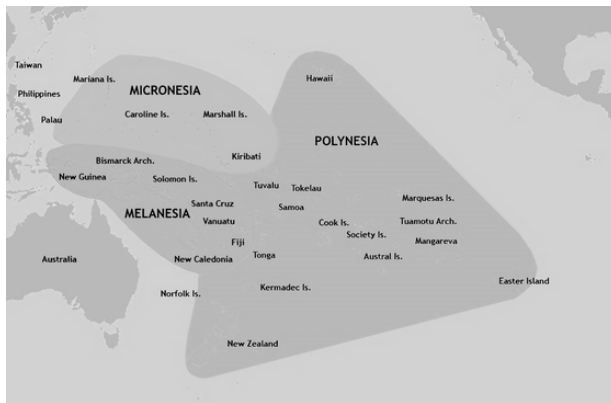 Taiwan
Mariana Is.
Hawaii
Philippines
MICRONESIA
Palau
Caroline Is.
Marshall Is.
POLYNESIA
Bismarck Arch.
Kiribati
New Guinea
Solomon Is.
Tuvalu
Tokelau
Marquesas Is.
Santa Cruz
Samoa
MELANESIA
Vanuatu
Cook Is.
Tuamotu Arch.
Society Is.
Fiji
Mangareva
Australia
New Caledonia
Tonga
Austral Is.
Easter Island
Norfolk Is.
Kermadec Is.
New Zealand